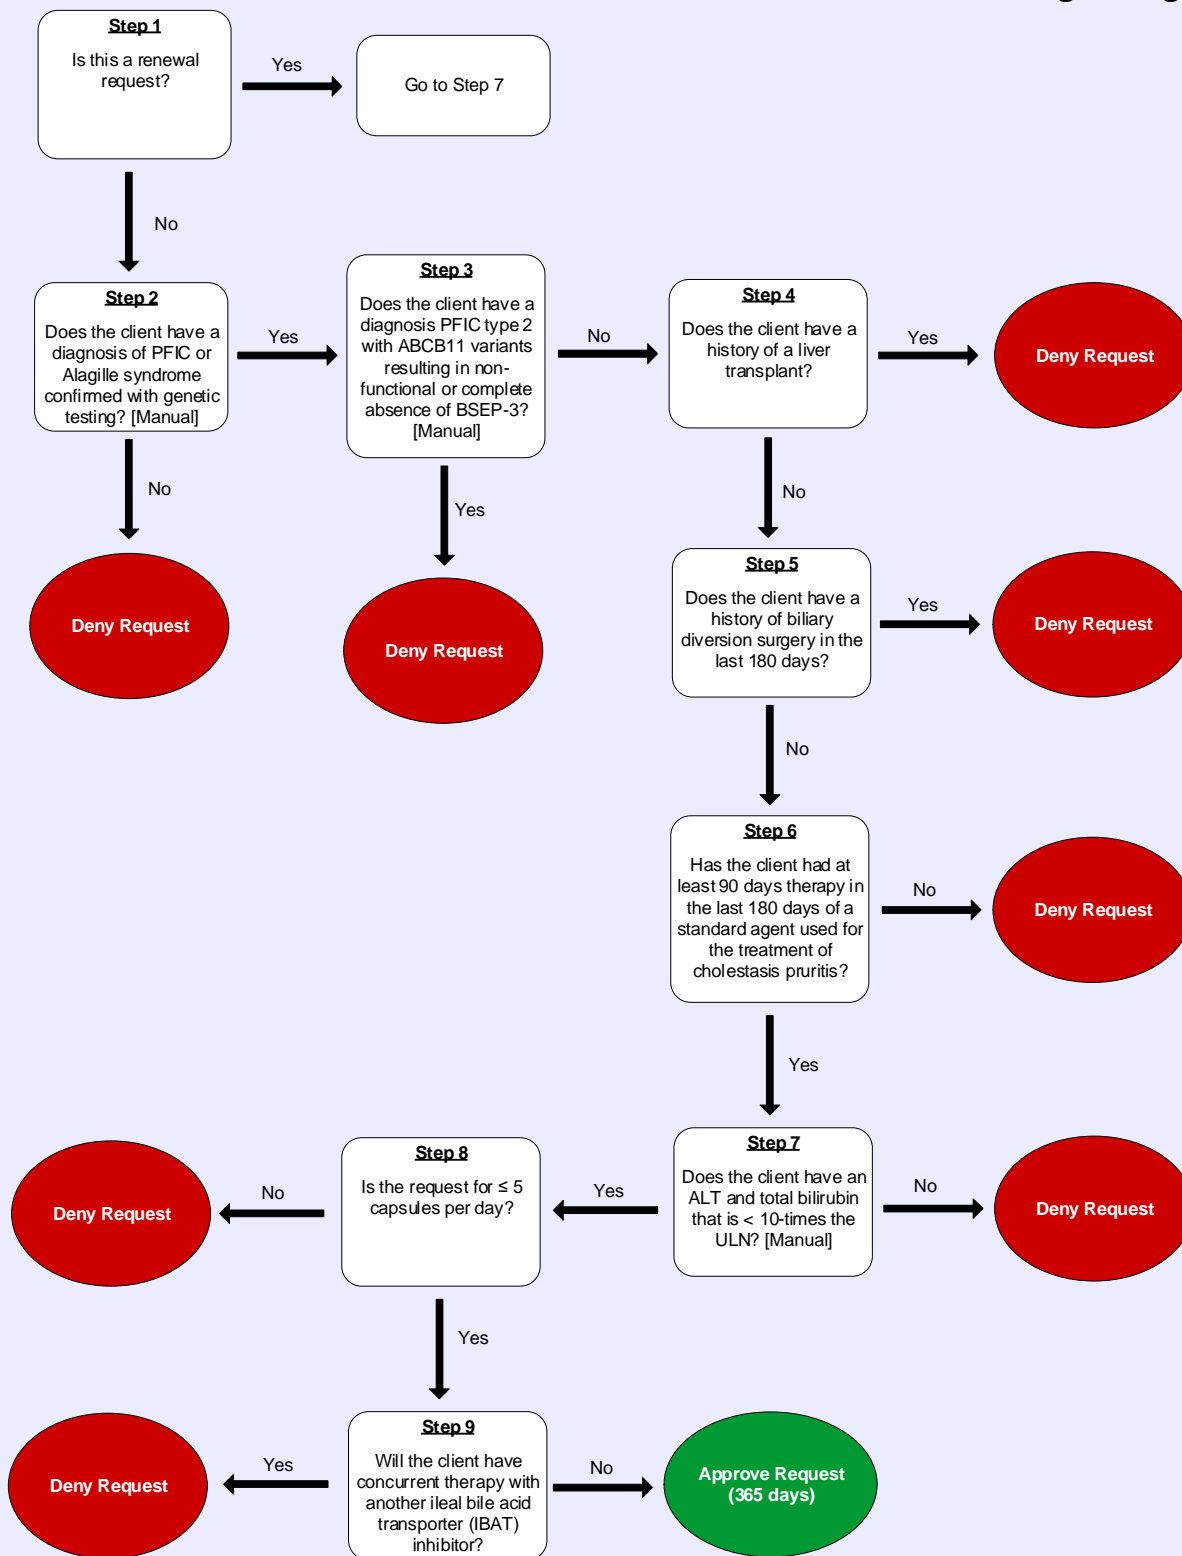 Step 1
Is this a renewal
request?
Yes
Go to Step 7
No
Step 2
Does the client have a
diagnosis of PFIC or
Alagille syndrome
confirmed with genetic
testing? [Manual]
Yes
Step 3
Does the client have a
diagnosis PFIC type 2
with ABCB11 variants
resulting in non-
functional or complete
absence of BSEP-3?
[Manual]
No
Step 4
Does the client have a
history of a liver
transplant?
Yes
Deny Request
No
Deny Request
Yes
Deny Request
No
Step 5
Does the client have a
history of biliary
diversion surgery in the
last 180 days?
Yes
Deny Request
No
Step 6
Has the client had at
least 90 days therapy in
the last 180 days of a
standard agent used for
the treatment of
cholestasis pruritis?
No
Deny Request
Yes
Step 7
Does the client have an
ALT and total bilirubin
that is < 10-times the
ULN? [Manual]
No
Deny Request
Yes
Step 8
Is the request for ≤ 5
capsules per day?
No
Deny Request
Yes
Step 9
Will the client have
concurrent therapy with
another ileal bile acid
transporter (IBAT)
inhibitor?
Yes
Deny Request
No
Approve Request
(365 days)